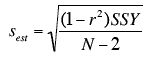 s_est = √((1 − r²)SSY / (N − 2))